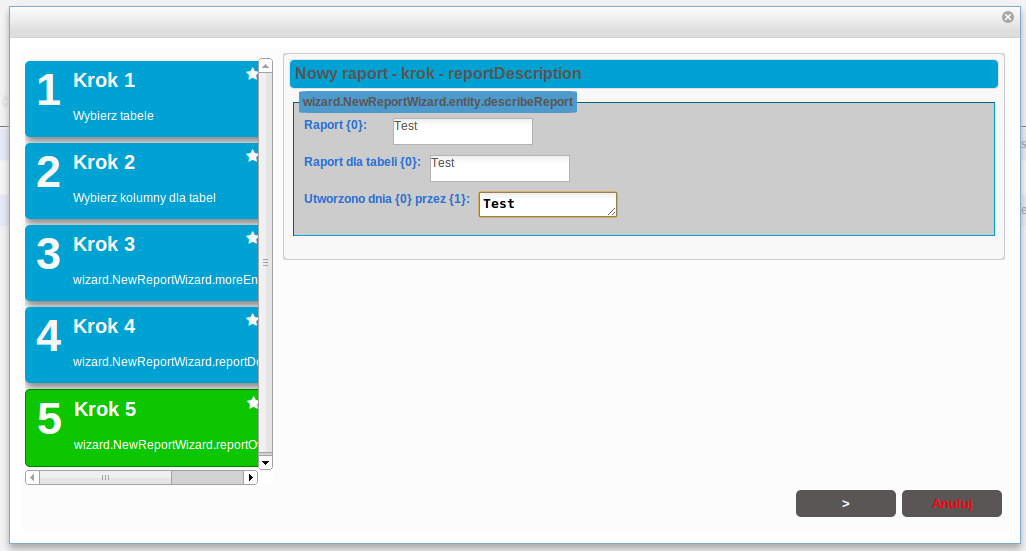 1
Krok 1
Wybierz tabele
2
Krok 2
Wybierz kolumny dla tabel
3
Krok 3
wizard.NewReportWizard.moreEn
4
Krok 4
wizard.NewReportWizard.reportDe
5
Krok 5
wizard.NewReportWizard.reportO
Nowy raport - krok - reportDescription
wizard.NewReportWizard.entity.describeReport
Raport {0}: Test
Raport dla tabeli {0}: Test
Utworzono dnia {0} przez {1}: Test
> Anuluj